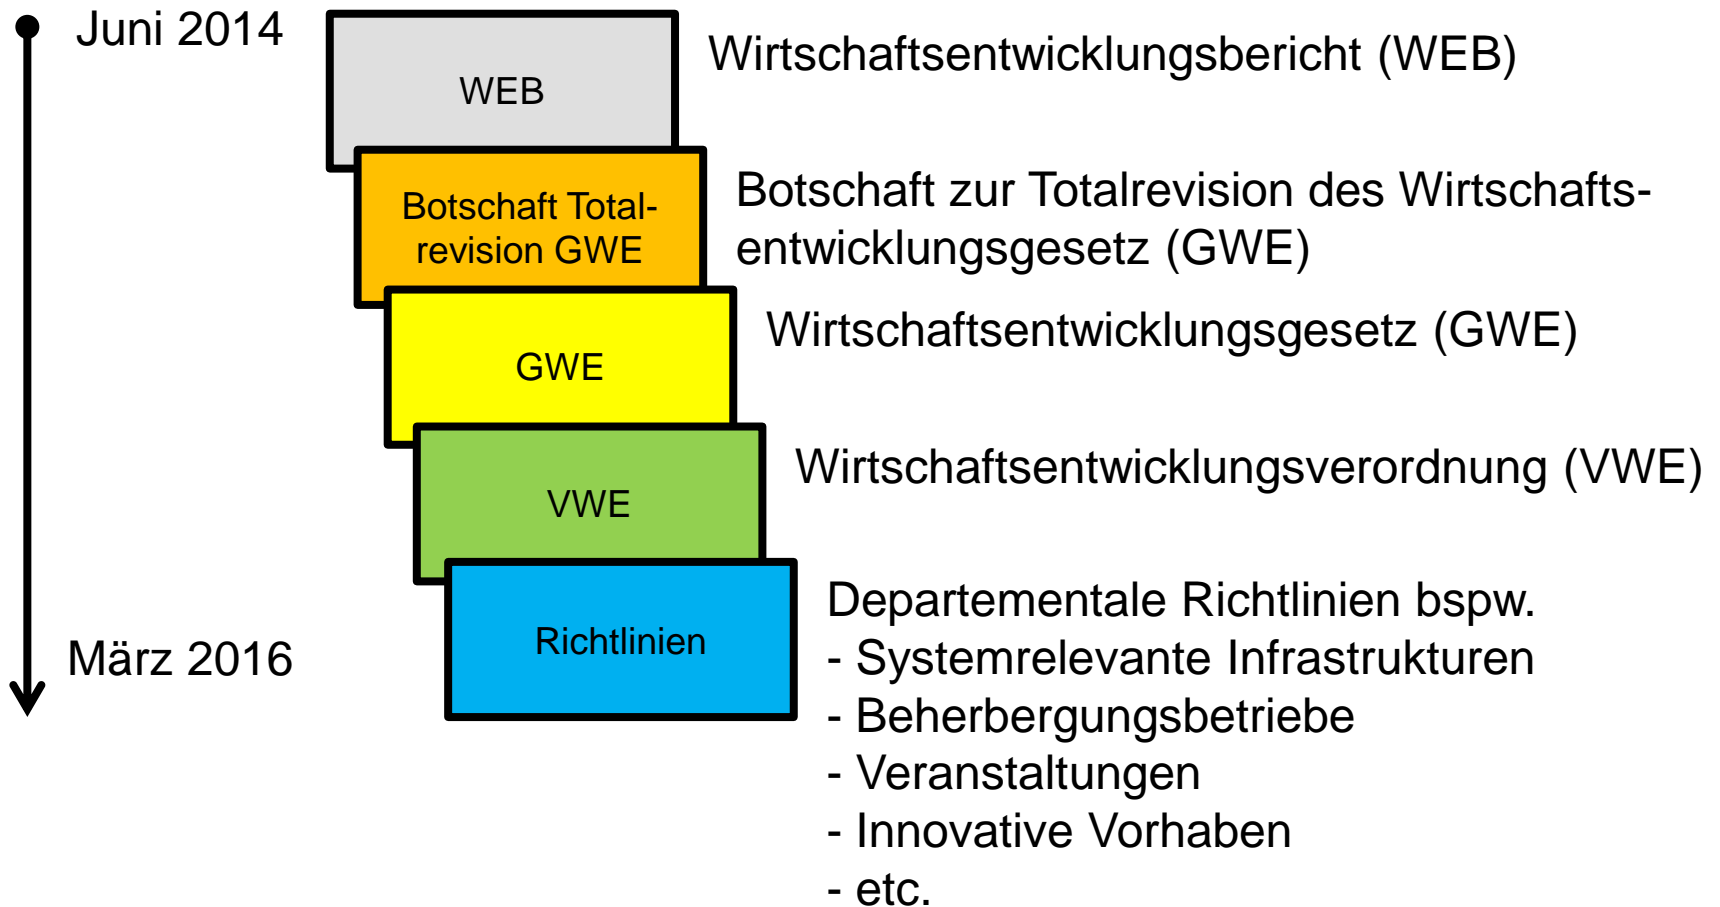 Juni 2014
WEB
Wirtschaftsentwicklungsbericht (WEB)
Botschaft Total-
revision GWE
Botschaft zur Totalrevision des Wirtschafts-
entwicklungsgesetz (GWE)
GWE
Wirtschaftsentwicklungsgesetz (GWE)
VWE
Wirtschaftsentwicklungsverordnung (VWE)
März 2016
Richtlinien
Departementale Richtlinien bspw.
- Systemrelevante Infrastrukturen
- Beherbergungsbetriebe
- Veranstaltungen
- Innovative Vorhaben
- etc.